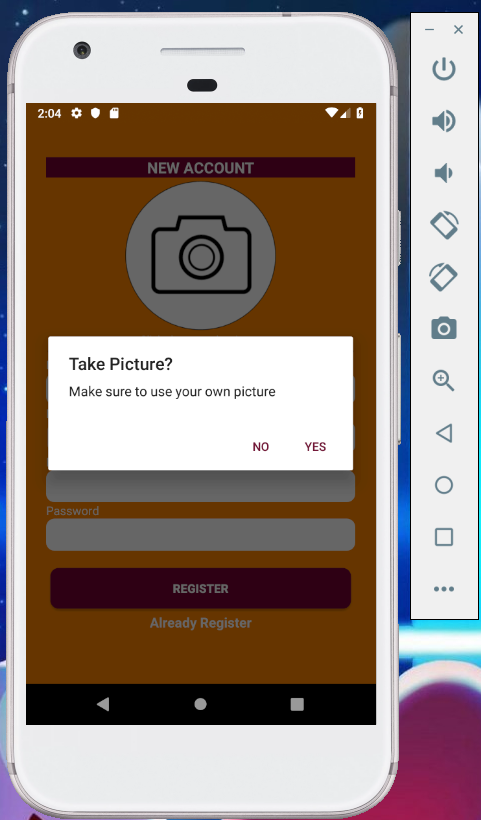 2:04
NEW ACCOUNT
Take Picture?
Make sure to use your own picture
NO YES
Password
REGISTER
Already Register